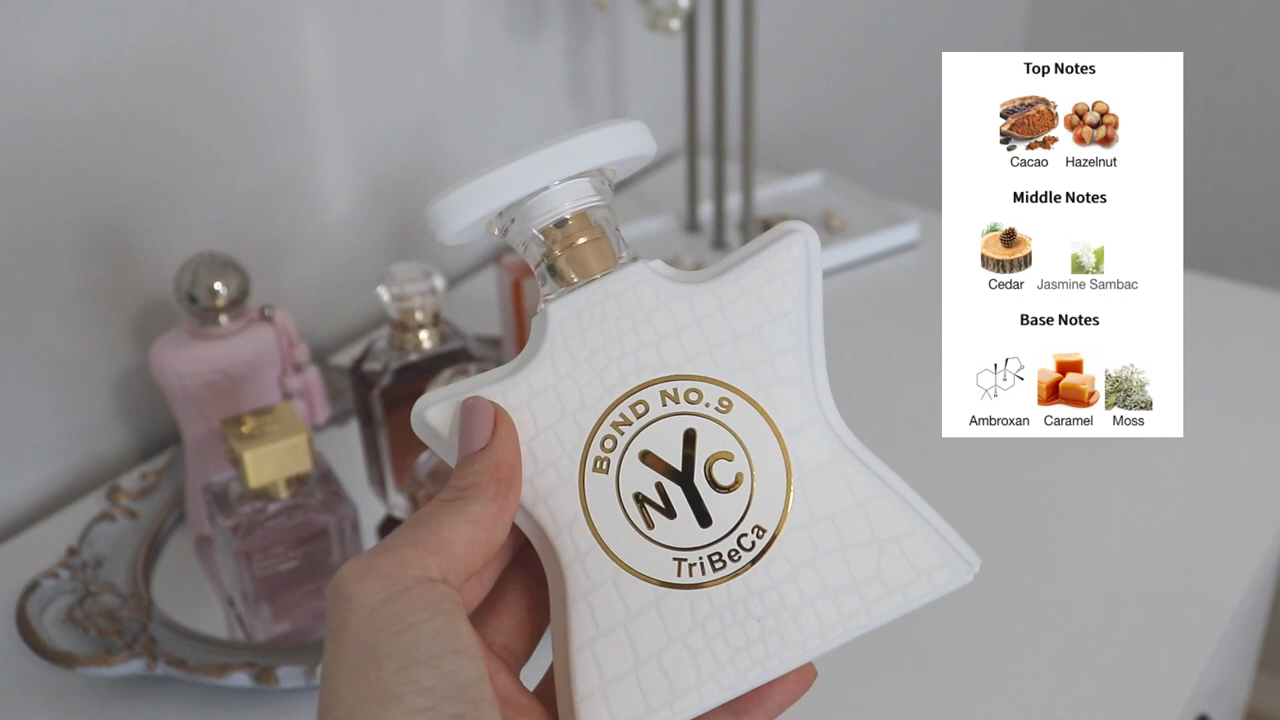 BOND NO.9
NYC
TriBeCa
Top Notes
Cacao Hazelnut
Middle Notes
Cedar Jasmine Sambac
Base Notes
Ambroxan Caramel Moss